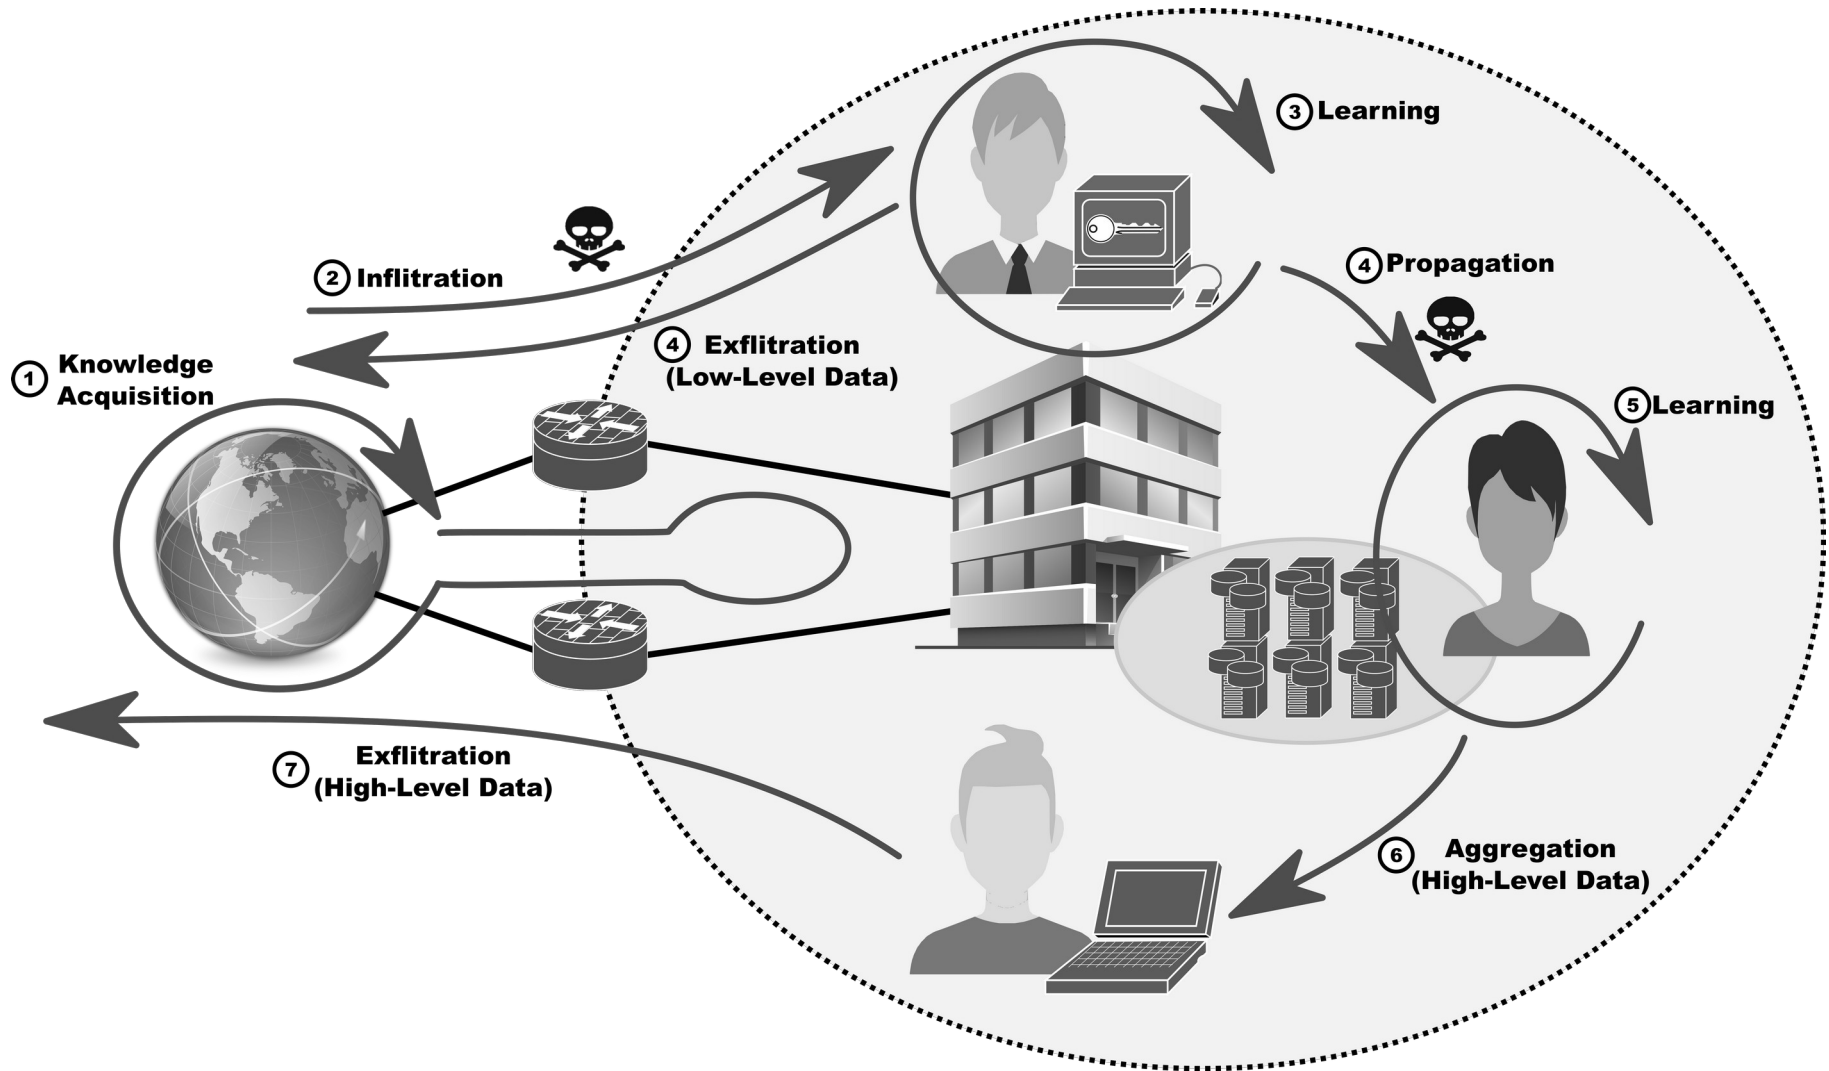 3 Learning
2 Inflitration
4 Propagation
4 Exflitration
(Low-Level Data)
1 Knowledge
Acquisition
5 Learning
7 Exflitration
(High-Level Data)
6 Aggregation
(High-Level Data)